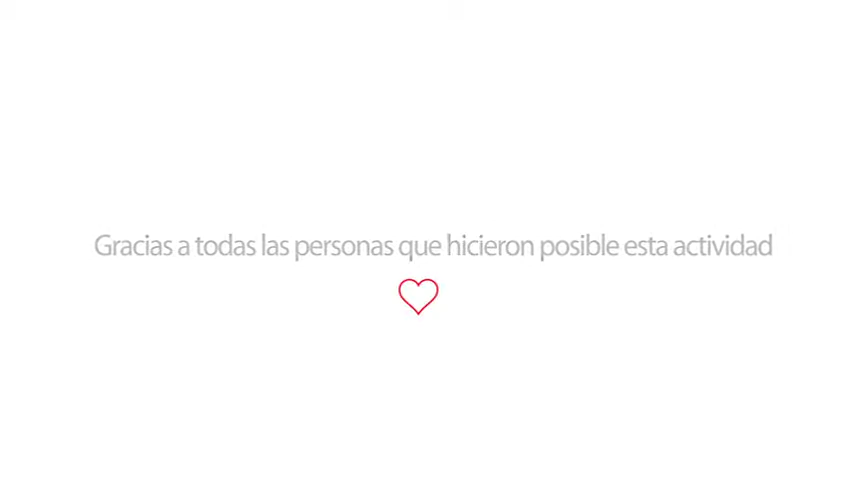 Gracias a todas las personas que hicieron posible esta actividad